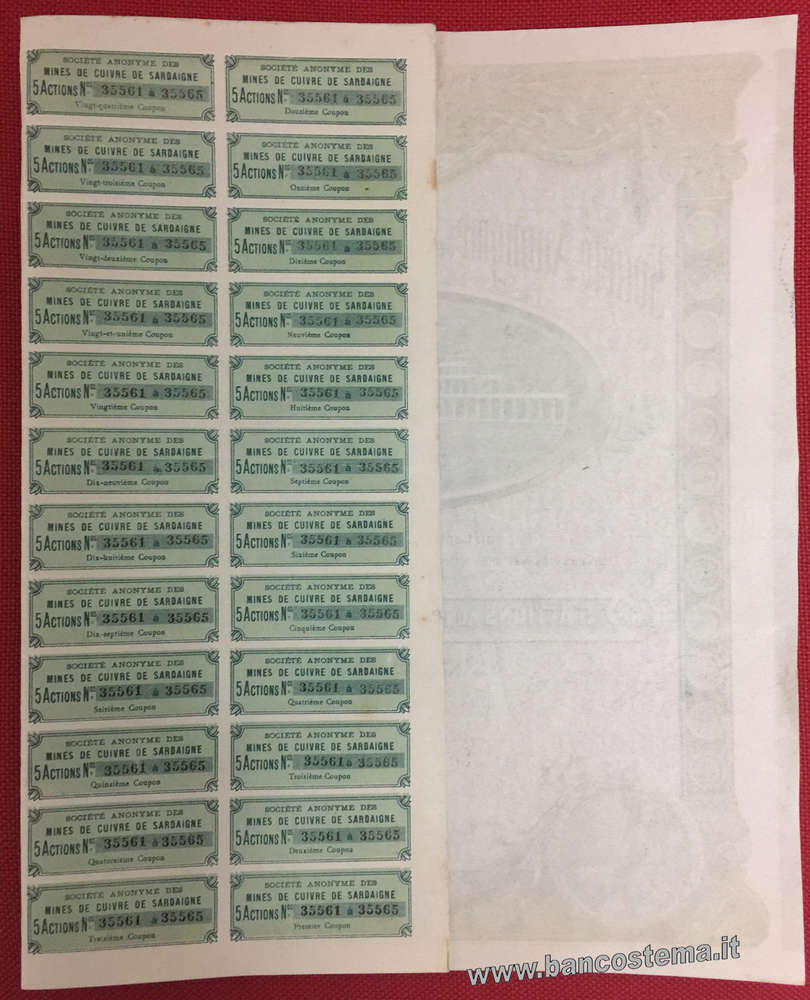 SOCIÉTÉ ANONYME DES
MINES DE CUIVRE DE SARDAIGNE
5 ACTIONS Nos 35561 à 35565
Vingt-quatrième Coupon
SOCIÉTÉ ANONYME DES
MINES DE CUIVRE DE SARDAIGNE
5 ACTIONS Nos 35561 à 35565
Vingt-troisième Coupon
SOCIÉTÉ ANONYME DES
MINES DE CUIVRE DE SARDAIGNE
5 ACTIONS Nos 35561 à 35565
Vingt-deuxième Coupon
SOCIÉTÉ ANONYME DES
MINES DE CUIVRE DE SARDAIGNE
5 ACTIONS Nos 35561 à 35565
Vingt-et-unième Coupon
SOCIÉTÉ ANONYME DES
MINES DE CUIVRE DE SARDAIGNE
5 ACTIONS Nos 35561 à 35565
Vingtième Coupon
SOCIÉTÉ ANONYME DES
MINES DE CUIVRE DE SARDAIGNE
5 ACTIONS Nos 35561 à 35565
Dix-neuvième Coupon
SOCIÉTÉ ANONYME DES
MINES DE CUIVRE DE SARDAIGNE
5 ACTIONS Nos 35561 à 35565
Dix-huitième Coupon
SOCIÉTÉ ANONYME DES
MINES DE CUIVRE DE SARDAIGNE
5 ACTIONS Nos 35561 à 35565
Dix-septième Coupon
SOCIÉTÉ ANONYME DES
MINES DE CUIVRE DE SARDAIGNE
5 ACTIONS Nos 35561 à 35565
Seizième Coupon
SOCIÉTÉ ANONYME DES
MINES DE CUIVRE DE SARDAIGNE
5 ACTIONS Nos 35561 à 35565
Quinzième Coupon
SOCIÉTÉ ANONYME DES
MINES DE CUIVRE DE SARDAIGNE
5 ACTIONS Nos 35561 à 35565
Quatorzième Coupon
SOCIÉTÉ ANONYME DES
MINES DE CUIVRE DE SARDAIGNE
5 ACTIONS Nos 35561 à 35565
Treizième Coupon
SOCIÉTÉ ANONYME DES
MINES DE CUIVRE DE SARDAIGNE
5 ACTIONS Nos 35561 à 35565
Douzième Coupon
SOCIÉTÉ ANONYME DES
MINES DE CUIVRE DE SARDAIGNE
5 ACTIONS Nos 35561 à 35565
Onzième Coupon
SOCIÉTÉ ANONYME DES
MINES DE CUIVRE DE SARDAIGNE
5 ACTIONS Nos 35561 à 35565
Dixième Coupon
SOCIÉTÉ ANONYME DES
MINES DE CUIVRE DE SARDAIGNE
5 ACTIONS Nos 35561 à 35565
Neuvième Coupon
SOCIÉTÉ ANONYME DES
MINES DE CUIVRE DE SARDAIGNE
5 ACTIONS Nos 35561 à 35565
Huitième Coupon
SOCIÉTÉ ANONYME DES
MINES DE CUIVRE DE SARDAIGNE
5 ACTIONS Nos 35561 à 35565
Septième Coupon
SOCIÉTÉ ANONYME DES
MINES DE CUIVRE DE SARDAIGNE
5 ACTIONS Nos 35561 à 35565
Sixième Coupon
SOCIÉTÉ ANONYME DES
MINES DE CUIVRE DE SARDAIGNE
5 ACTIONS Nos 35561 à 35565
Cinquième Coupon
SOCIÉTÉ ANONYME DES
MINES DE CUIVRE DE SARDAIGNE
5 ACTIONS Nos 35561 à 35565
Quatrième Coupon
SOCIÉTÉ ANONYME DES
MINES DE CUIVRE DE SARDAIGNE
5 ACTIONS Nos 35561 à 35565
Troisième Coupon
SOCIÉTÉ ANONYME DES
MINES DE CUIVRE DE SARDAIGNE
5 ACTIONS Nos 35561 à 35565
Deuxième Coupon
SOCIÉTÉ ANONYME DES
MINES DE CUIVRE DE SARDAIGNE
5 ACTIONS Nos 35561 à 35565
Premier Coupon
www.bancostema.it